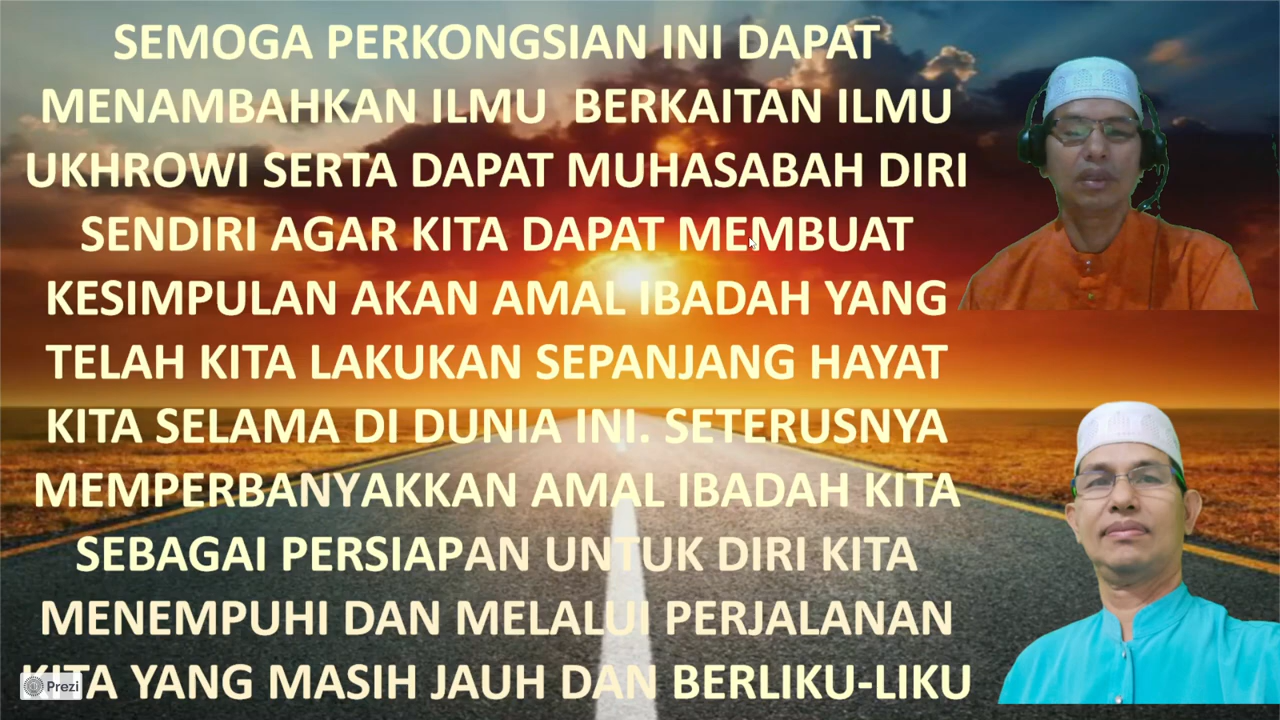 SEMOGA PERKONGSIAN INI DAPAT
MENAMBAHKAN ILMU BERKAITAN ILMU
UKHROWI SERTA DAPAT MUHASABAH DIRI
SENDIRI AGAR KITA DAPAT MEMBUAT
KESIMPULAN AKAN AMAL IBADAH YANG
TELAH KITA LAKUKAN SEPANJANG HAYAT
KITA SELAMA DI DUNIA INI. SETERUSNYA
MEMPERBANYAKKAN AMAL IBADAH KITA
SEBAGAI PERSIAPAN UNTUK DIRI KITA
MENEMPUHI DAN MELALUI PERJALANAN
KITA YANG MASIH JAUH DAN BERLIKU-LIKU
Prezi